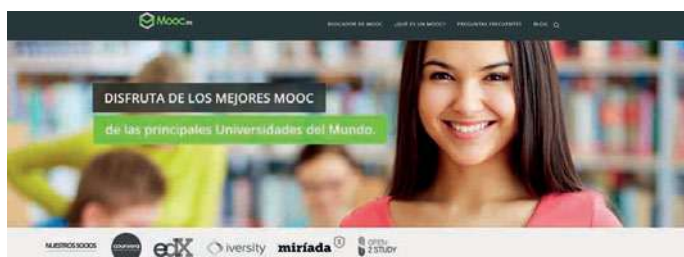 Mooc.es
BUSCADOR DE MOOC ¿QUÉ ES UN MOOC? PREGUNTAS FRECUENTES BLOG
DISFRUTA DE LOS MEJORES MOOC
de las principales Universidades del Mundo.
NUESTROS SOCIOS coursera edX iversity miríada X OPEN 2 STUDY